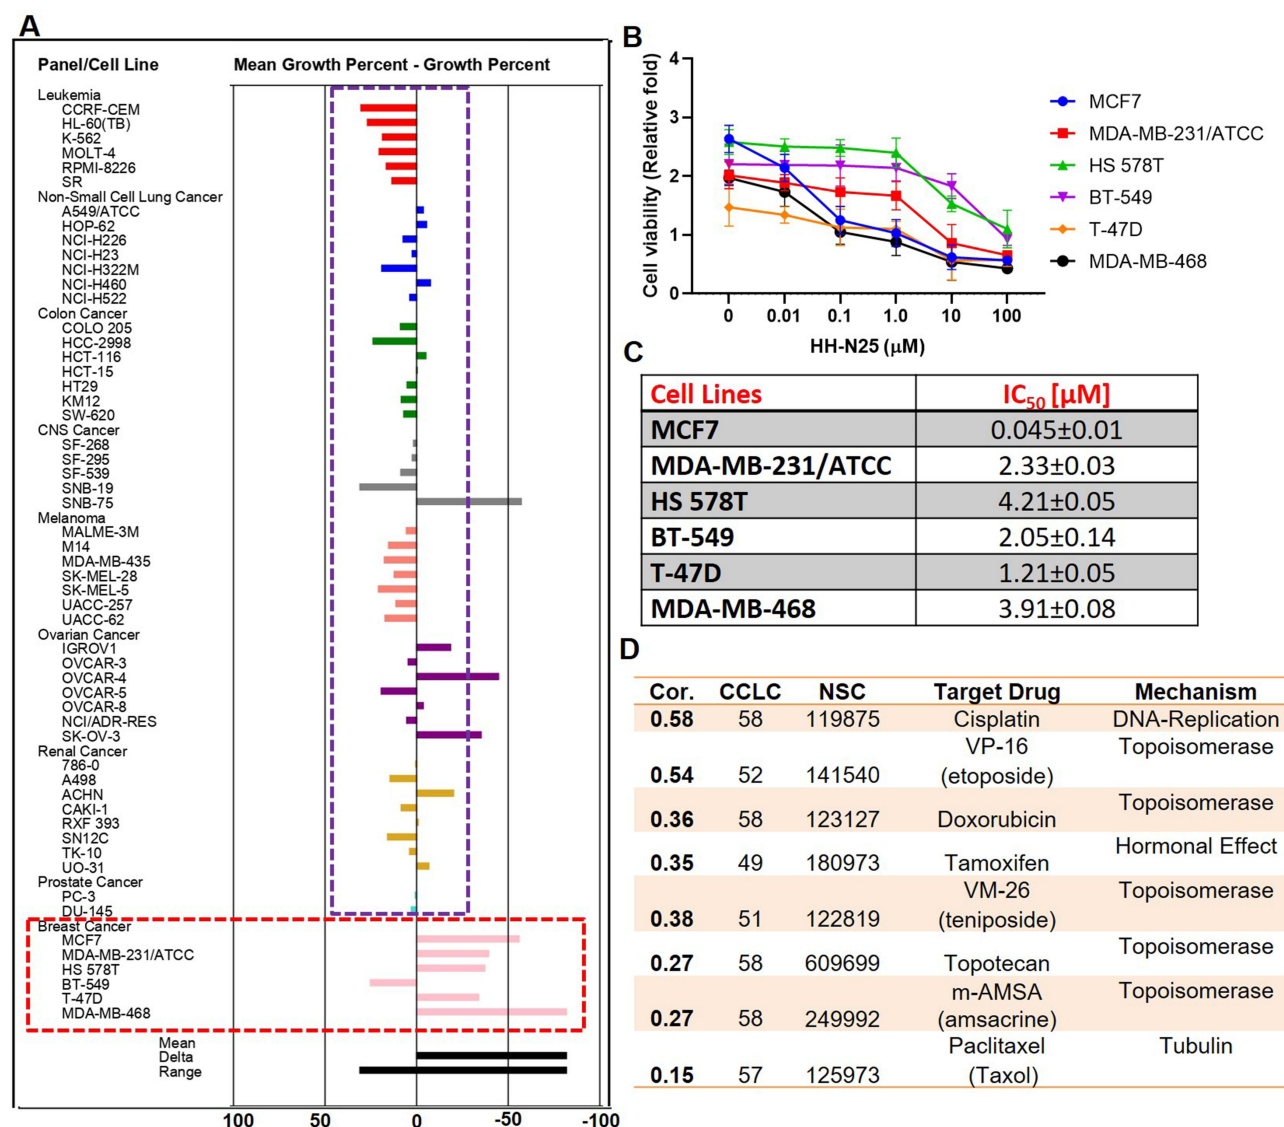 A
Panel/Cell Line Mean Growth Percent - Growth Percent
Leukemia
CCRF-CEM
HL-60(TB)
K-562
MOLT-4
RPMI-8226
SR
Non-Small Cell Lung Cancer
A549/ATCC
HOP-62
NCI-H226
NCI-H23
NCI-H322M
NCI-H460
NCI-H522
Colon Cancer
COLO 205
HCC-2998
HCT-116
HCT-15
HT29
KM12
SW-620
CNS Cancer
SF-268
SF-295
SF-539
SNB-19
SNB-75
Melanoma
MALME-3M
M14
MDA-MB-435
SK-MEL-28
SK-MEL-5
UACC-257
UACC-62
Ovarian Cancer
IGROV1
OVCAR-3
OVCAR-4
OVCAR-5
OVCAR-8
NCI/ADR-RES
SK-OV-3
Renal Cancer
786-0
A498
ACHN
CAKI-1
RXF 393
SN12C
TK-10
UO-31
Prostate Cancer
PC-3
DU-145
Breast Cancer
MCF7
MDA-MB-231/ATCC
HS 578T
BT-549
T-47D
MDA-MB-468
Mean
Delta
Range
100 50 0 -50 -100
B
Cell viability (Relative fold)
4
3
2
1
0
0 0.01 0.1 1.0 10 100
HH-N25 (µM)
MCF7
MDA-MB-231/ATCC
HS 578T
BT-549
T-47D
MDA-MB-468
C
Cell Lines IC50 [µM]
MCF7 0.045±0.01
MDA-MB-231/ATCC 2.33±0.03
HS 578T 4.21±0.05
BT-549 2.05±0.14
T-47D 1.21±0.05
MDA-MB-468 3.91±0.08
D
Cor. CCLC NSC Target Drug Mechanism
0.58 58 119875 Cisplatin DNA-Replication
VP-16 Topoisomerase
0.54 52 141540 (etoposide)
Topoisomerase
0.36 58 123127 Doxorubicin
Hormonal Effect
0.35 49 180973 Tamoxifen
VM-26 Topoisomerase
0.38 51 122819 (teniposide)
Topoisomerase
0.27 58 609699 Topotecan
m-AMSA Topoisomerase
0.27 58 249992 (amsacrine)
Paclitaxel Tubulin
0.15 57 125973 (Taxol)